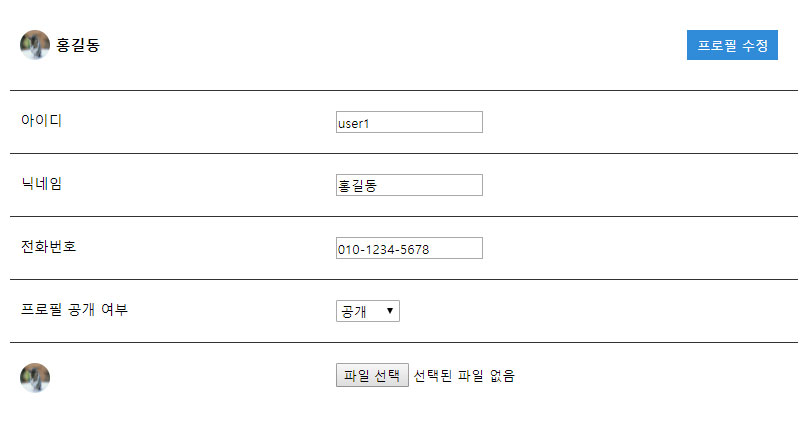 홍길동 프로필 수정
아이디 user1
닉네임 홍길동
전화번호 010-1234-5678
프로필 공개 여부 공개
파일 선택 선택된 파일 없음